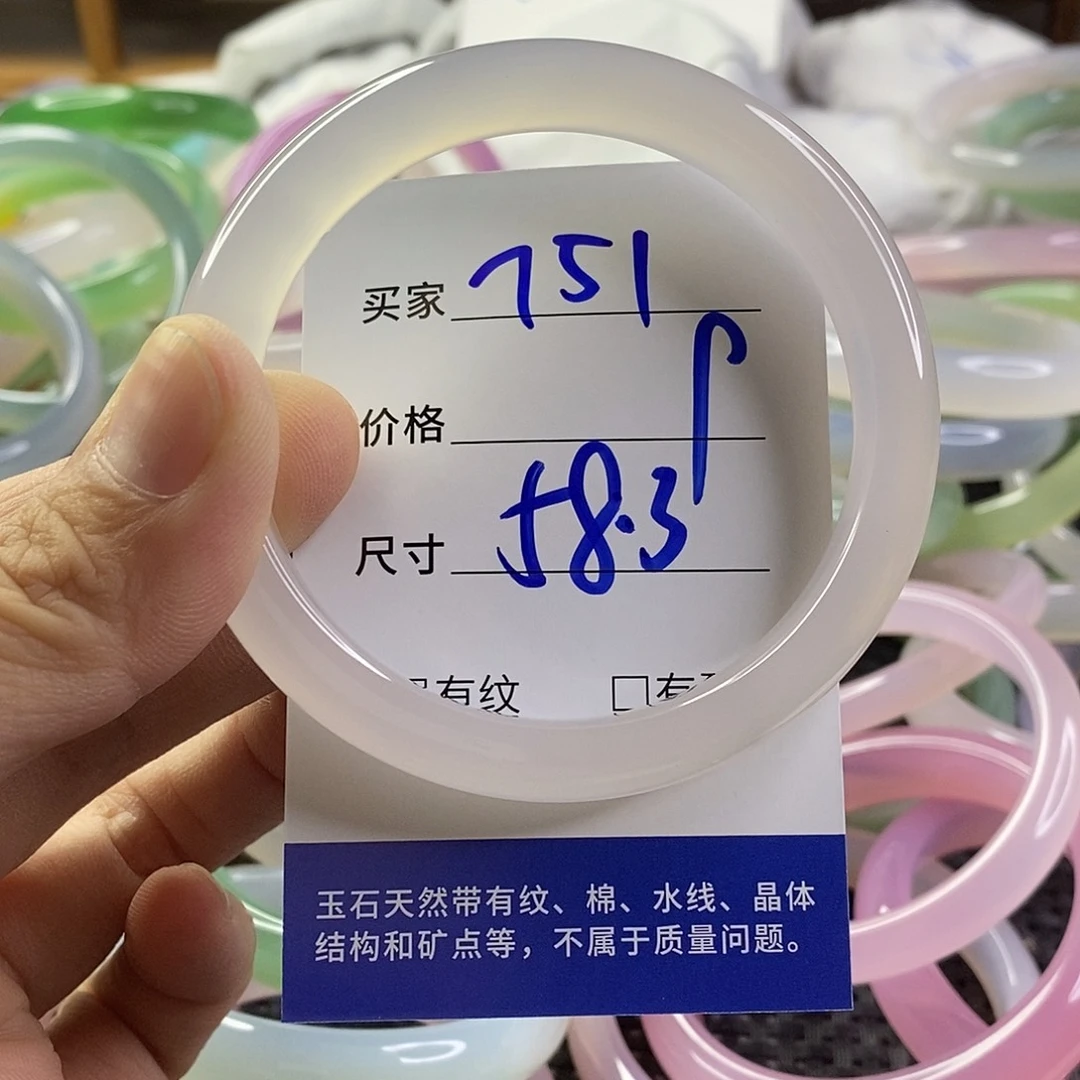 买家 751
价格
尺寸 58.3
有纹 □有
玉石天然带有纹、棉、水线、晶体
结构和矿点等，不属于质量问题。